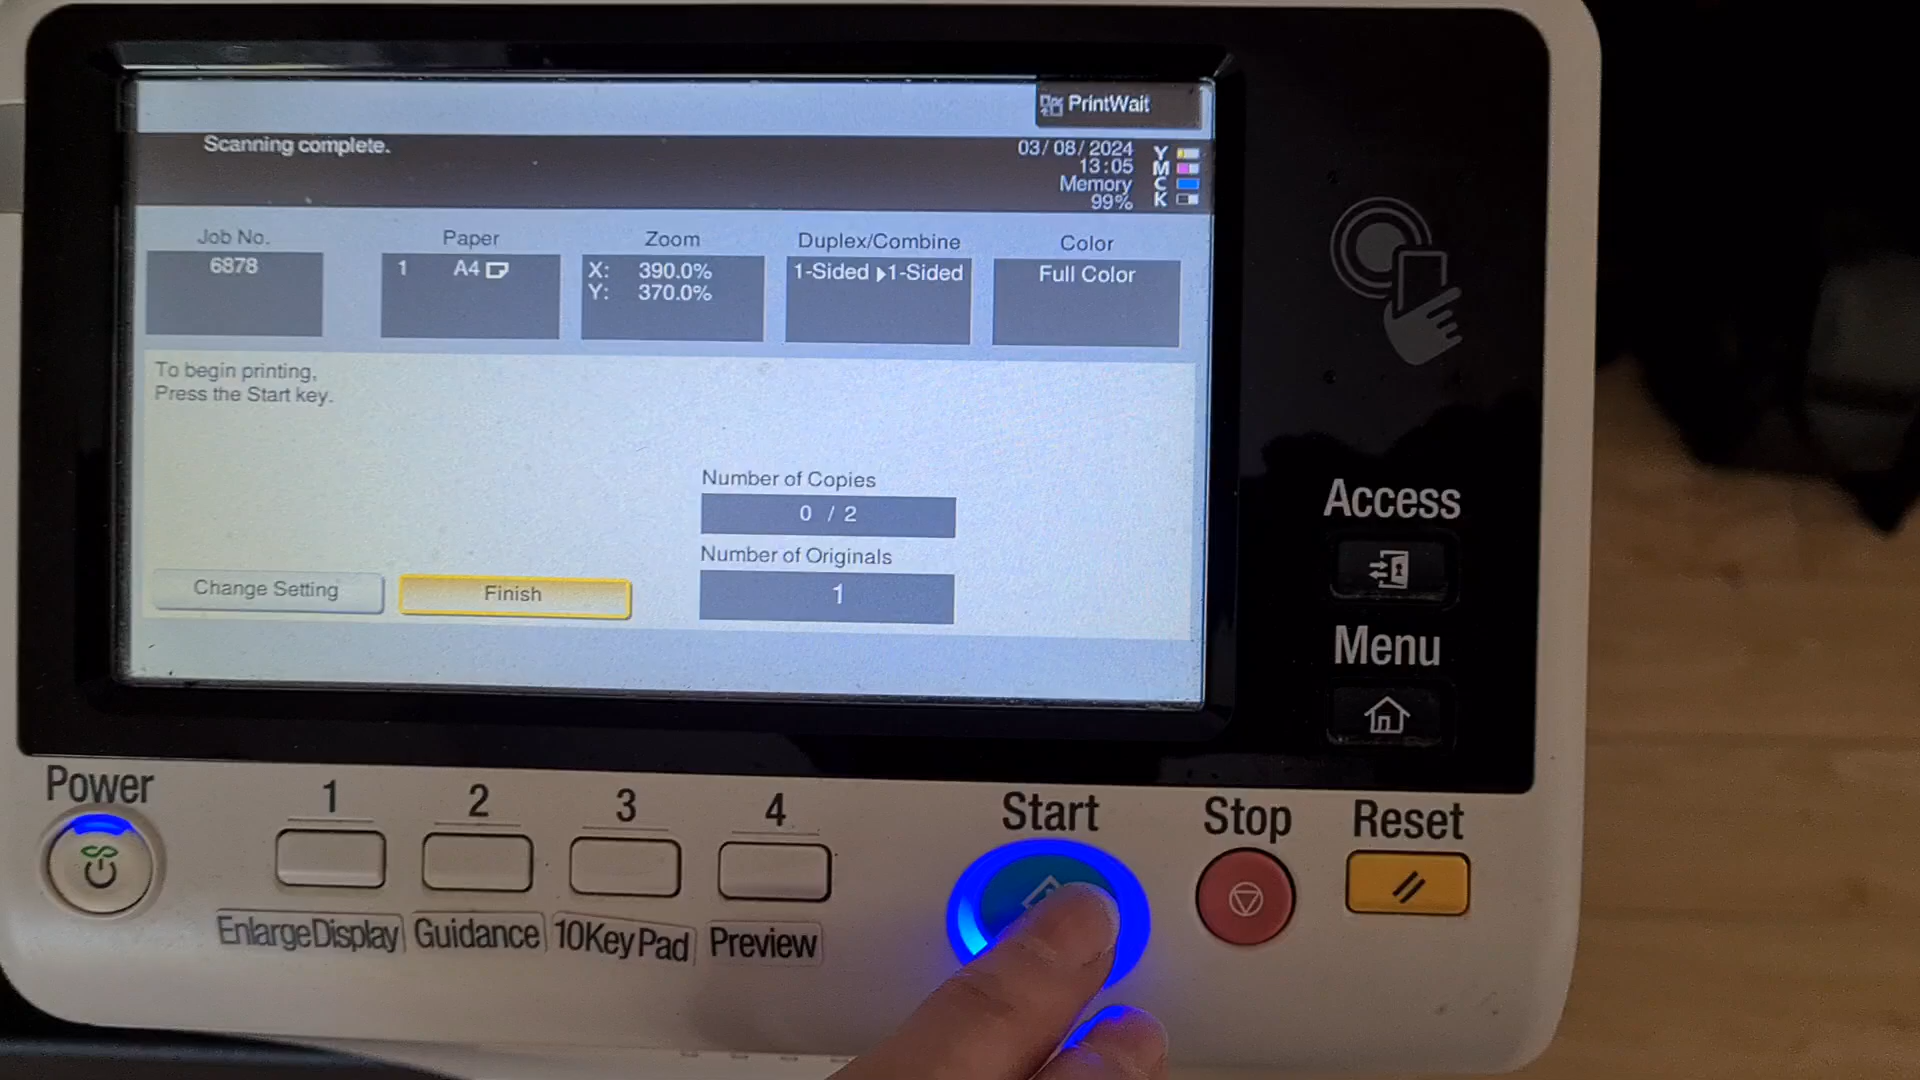 PrintWait
Scanning complete.
03/08/2024
13:05
Memory
99%
Y
M
C
K
Job No.
6878
Paper
1 A4
Zoom
X: 390.0%
Y: 370.0%
Duplex/Combine
1-Sided ▶1-Sided
Color
Full Color
To begin printing,
Press the Start key.
Number of Copies
0 / 2
Number of Originals
1
Change Setting
Finish
Access
Menu
Power
1
2
3
4
Start
Stop
Reset
EnlargeDisplay
Guidance
10KeyPad
Preview